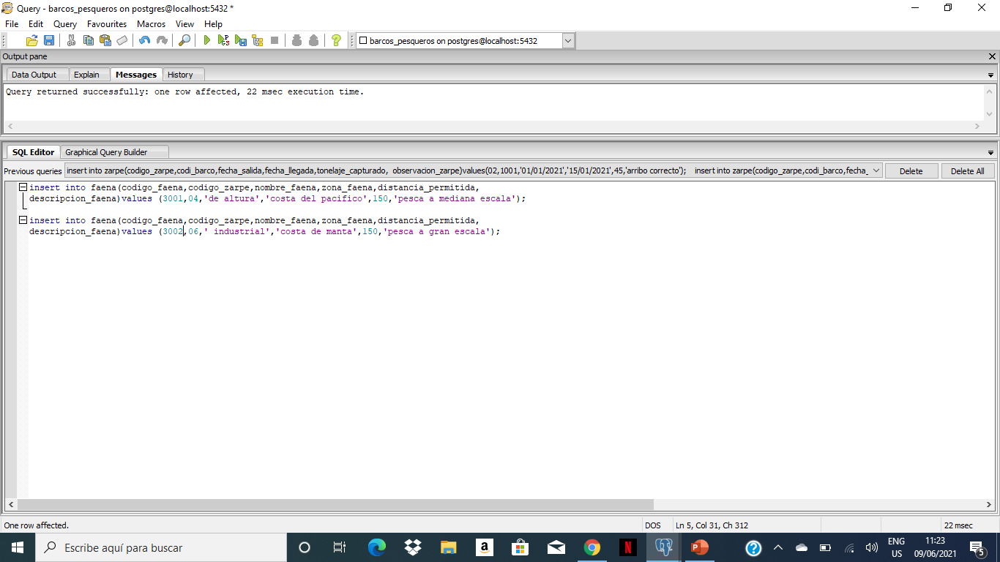 Query - barcos_pesqueros on postgres@localhost:5432 *
File Edit Query Favourites Macros View Help
barcos_pesqueros on postgres@localhost:5432
Output pane
Data Output Explain Messages History
Query returned successfully: one row affected, 22 msec execution time.
SQL Editor Graphical Query Builder
Previous queries insert into zarpe(codigo_zarpe,codi_barco,fecha_salida,fecha_llegada,tonelaje_capturado, observacion_zarpe)values(02,1001,'01/01/2021','15/01/2021',45,'arribo correcto'); insert into zarpe(codigo_zarpe,codi_barco,fecha_ Delete Delete All
insert into faena(codigo_faena,codigo_zarpe,nombre_faena,zona_faena,distancia_permitida,
descripcion_faena)values (3001,04,'de altura','costa del pacifico',150,'pesca a mediana escala');
insert into faena(codigo_faena,codigo_zarpe,nombre_faena,zona_faena,distancia_permitida,
descripcion_faena)values (3002,06,' industrial','costa de manta',150,'pesca a gran escala');
One row affected. DOS Ln 5, Col 31, Ch 312 22 msec
Escribe aquí para buscar
ENG 11:23
US 09/06/2021 5